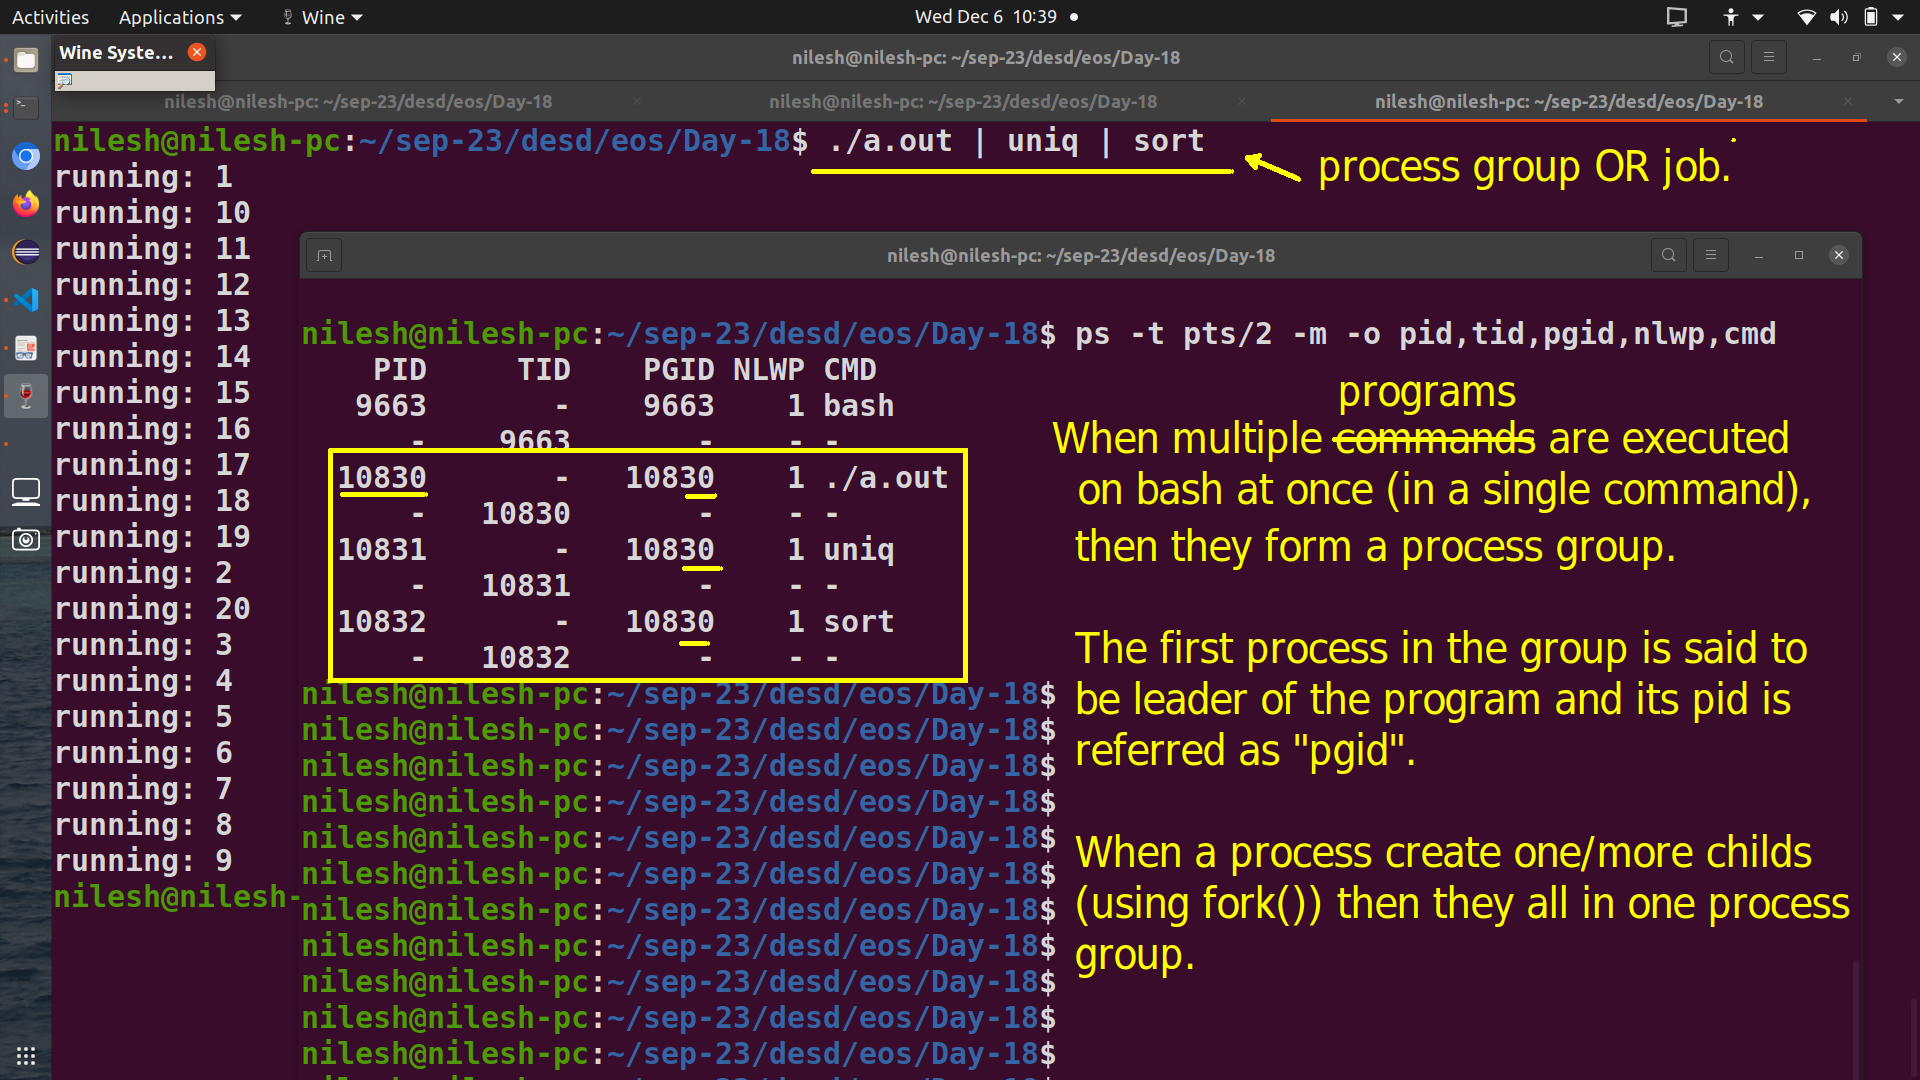 Activities Applications Wine Wed Dec 6 10:39
Wine Syste...
nilesh@nilesh-pc: ~/sep-23/desd/eos/Day-18
nilesh@nilesh-pc: ~/sep-23/desd/eos/Day-18 nilesh@nilesh-pc: ~/sep-23/desd/eos/Day-18 nilesh@nilesh-pc: ~/sep-23/desd/eos/Day-18
nilesh@nilesh-pc:~/sep-23/desd/eos/Day-18$ ./a.out | uniq | sort
process group OR job.
running: 1
running: 10
running: 11
running: 12
running: 13
running: 14
running: 15
running: 16
running: 17
running: 18
running: 19
running: 2
running: 20
running: 3
running: 4
running: 5
running: 6
running: 7
running: 8
running: 9
nilesh@nilesh-
nilesh@nilesh-pc: ~/sep-23/desd/eos/Day-18
nilesh@nilesh-pc:~/sep-23/desd/eos/Day-18$ ps -t pts/2 -m -o pid,tid,pgid,nlwp,cmd
PID TID PGID NLWP CMD
9663 - 9663 1 bash
- 9663 - - -
10830 - 10830 1 ./a.out
- 10830 - - -
10831 - 10830 1 uniq
- 10831 - - -
10832 - 10830 1 sort
- 10832 - - -
nilesh@nilesh-pc:~/sep-23/desd/eos/Day-18$
nilesh@nilesh-pc:~/sep-23/desd/eos/Day-18$
nilesh@nilesh-pc:~/sep-23/desd/eos/Day-18$
nilesh@nilesh-pc:~/sep-23/desd/eos/Day-18$
nilesh@nilesh-pc:~/sep-23/desd/eos/Day-18$
nilesh@nilesh-pc:~/sep-23/desd/eos/Day-18$
nilesh@nilesh-pc:~/sep-23/desd/eos/Day-18$
nilesh@nilesh-pc:~/sep-23/desd/eos/Day-18$
nilesh@nilesh-pc:~/sep-23/desd/eos/Day-18$
nilesh@nilesh-pc:~/sep-23/desd/eos/Day-18$
nilesh@nilesh-pc:~/sep-23/desd/eos/Day-18$
programs
When multiple commands are executed
on bash at once (in a single command),
then they form a process group.
The first process in the group is said to
be leader of the program and its pid is
referred as "pgid".
When a process create one/more childs
(using fork()) then they all in one process
group.